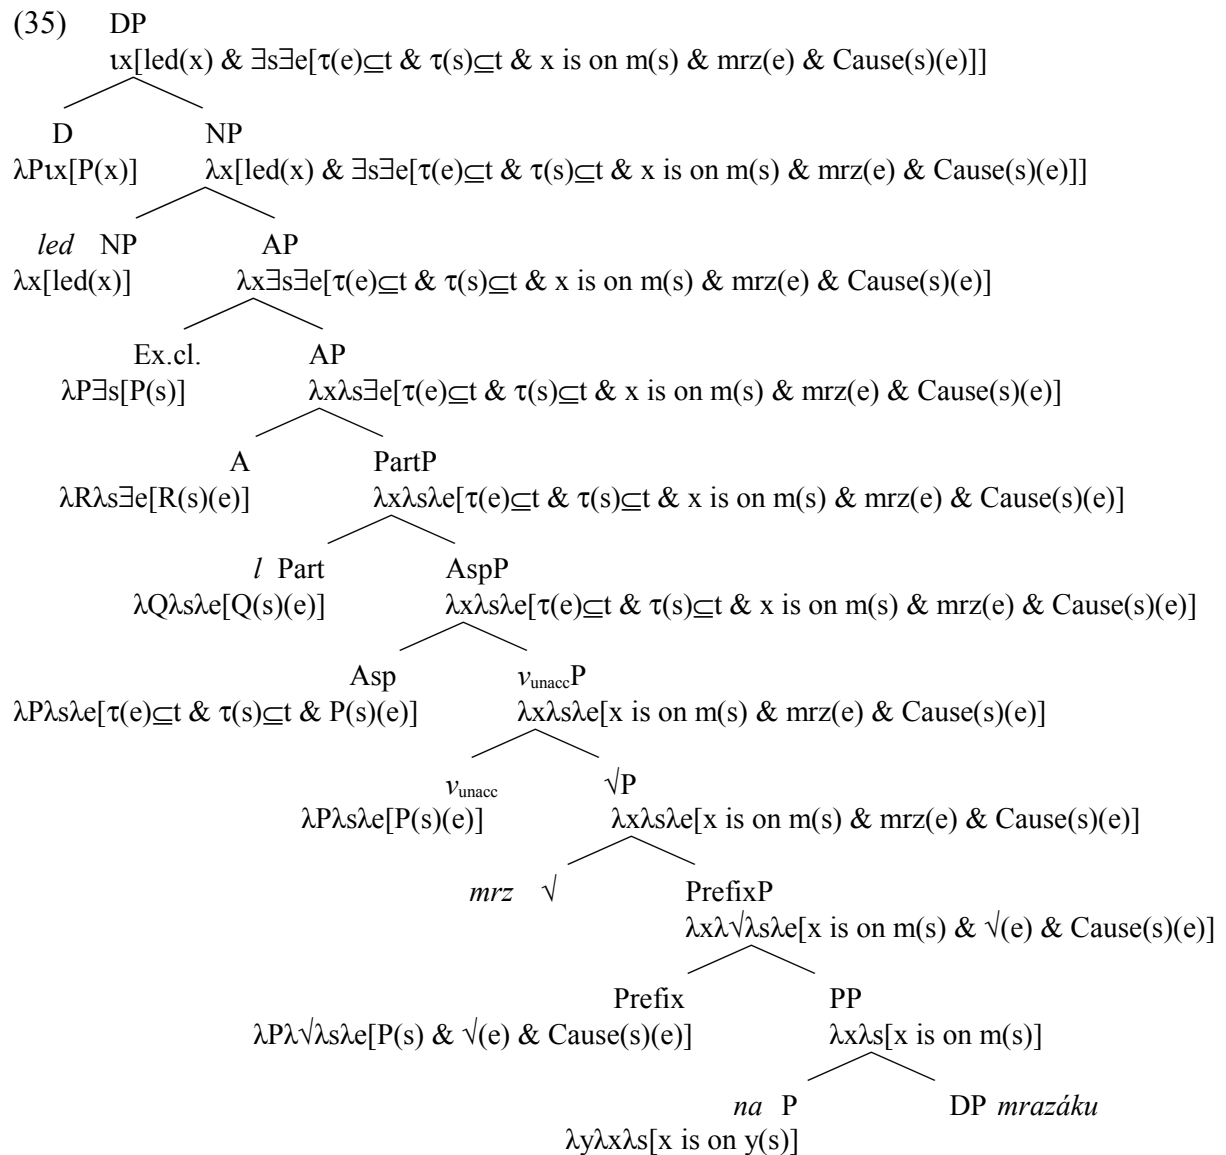 (35) DP
ιx[led(x) & ∃s∃e[τ(e)⊆t & τ(s)⊆t & x is on m(s) & mrz(e) & Cause(s)(e)]]
D NP
λPιx[P(x)] λx[led(x) & ∃s∃e[τ(e)⊆t & τ(s)⊆t & x is on m(s) & mrz(e) & Cause(s)(e)]]
led NP AP
λx[led(x)] λx∃s∃e[τ(e)⊆t & τ(s)⊆t & x is on m(s) & mrz(e) & Cause(s)(e)]
Ex.cl. AP
λP∃s[P(s)] λxλs∃e[τ(e)⊆t & τ(s)⊆t & x is on m(s) & mrz(e) & Cause(s)(e)]
A PartP
λRλs∃e[R(s)(e)] λxλsλe[τ(e)⊆t & τ(s)⊆t & x is on m(s) & mrz(e) & Cause(s)(e)]
l Part AspP
λQλsλe[Q(s)(e)] λxλsλe[τ(e)⊆t & τ(s)⊆t & x is on m(s) & mrz(e) & Cause(s)(e)]
Asp vunaccP
λPλsλe[τ(e)⊆t & τ(s)⊆t & P(s)(e)] λxλsλe[x is on m(s) & mrz(e) & Cause(s)(e)]
vunacc √P
λPλsλe[P(s)(e)] λxλsλe[x is on m(s) & mrz(e) & Cause(s)(e)]
mrz √ PrefixP
λxλ√λsλe[x is on m(s) & √(e) & Cause(s)(e)]
Prefix PP
λPλ√λsλe[P(s) & √(e) & Cause(s)(e)] λxλs[x is on m(s)]
na P DP mrazáku
λyλxλs[x is on y(s)]